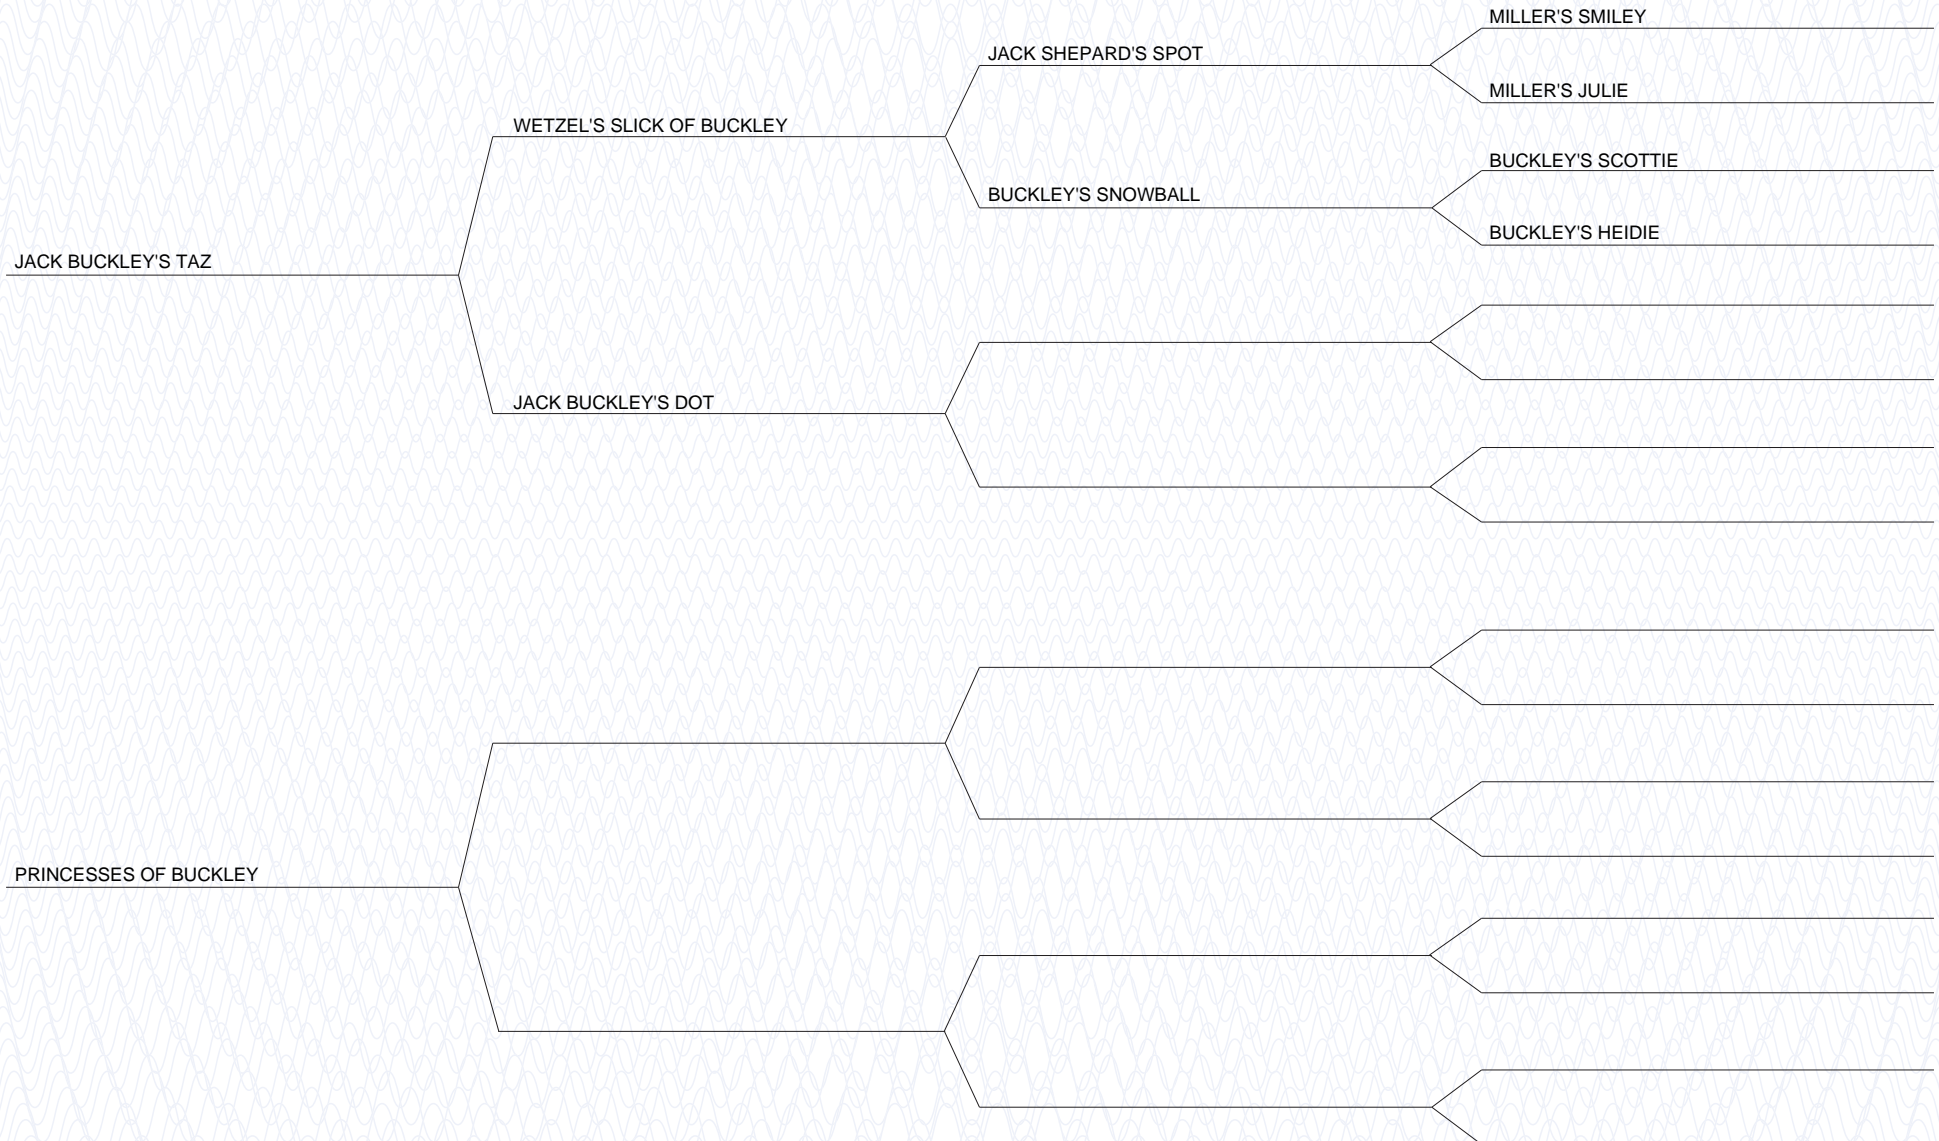 MILLER'S SMILEY
JACK SHEPARD'S SPOT
MILLER'S JULIE
WETZEL'S SLICK OF BUCKLEY
BUCKLEY'S SCOTTIE
BUCKLEY'S SNOWBALL
BUCKLEY'S HEIDIE
JACK BUCKLEY'S TAZ
JACK BUCKLEY'S DOT
PRINCESSES OF BUCKLEY